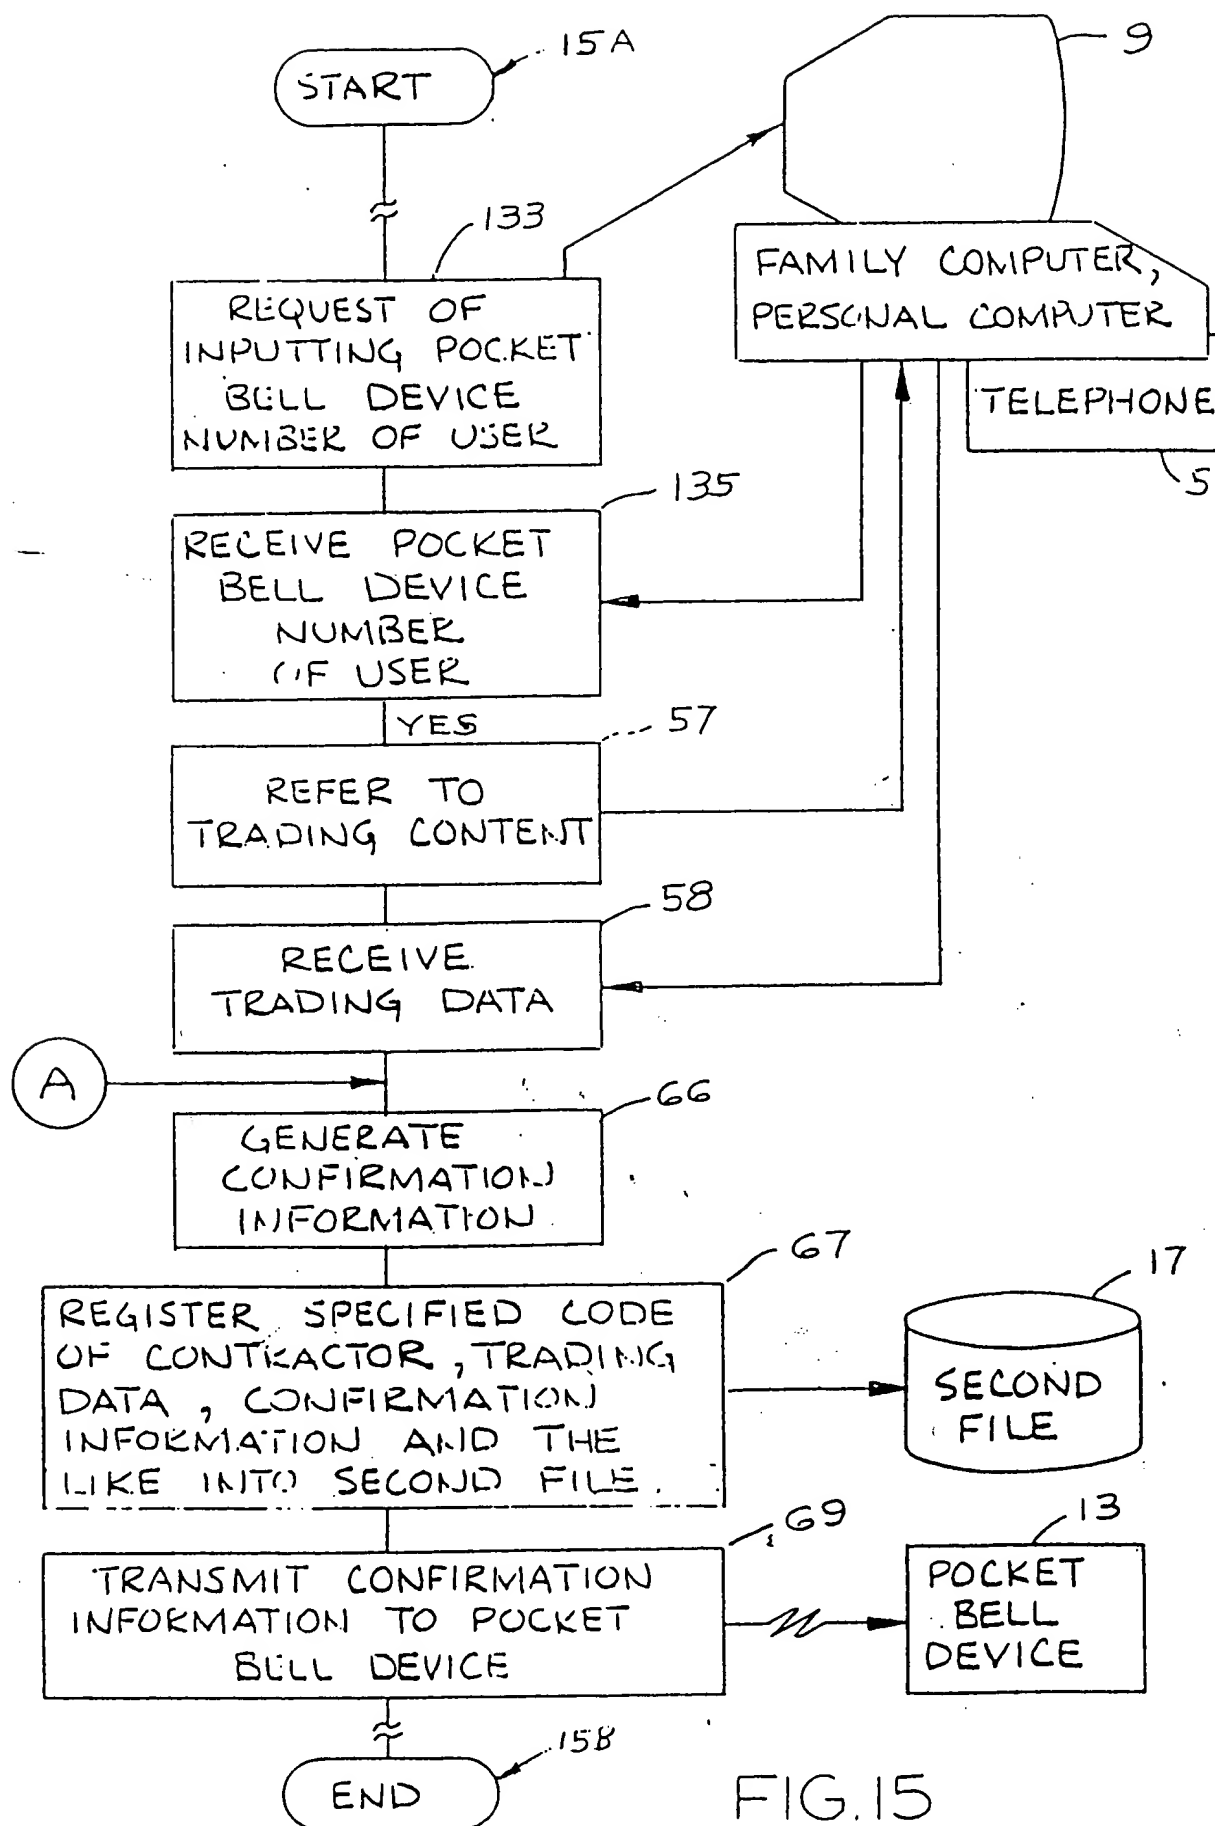 15A
START
9
133
REQUEST OF
INPUTTING POCKET
BELL DEVICE
NUMBER OF USER
FAMILY COMPUTER,
PERSONAL COMPUTER
TELEPHONE
5
135
RECEIVE POCKET
BELL DEVICE
NUMBER
OF USER
YES
57
REFER TO
TRADING CONTENT
58
RECEIVE
TRADING DATA
A
66
GENERATE
CONFIRMATION
INFORMATION
67
REGISTER SPECIFIED CODE
OF CONTRACTOR, TRADING
DATA, CONFIRMATION
INFORMATION AND THE
LIKE INTO SECOND FILE.
17
SECOND
FILE
69
TRANSMIT CONFIRMATION
INFORMATION TO POCKET
BELL DEVICE
13
POCKET
BELL
DEVICE
15B
END
FIG.15